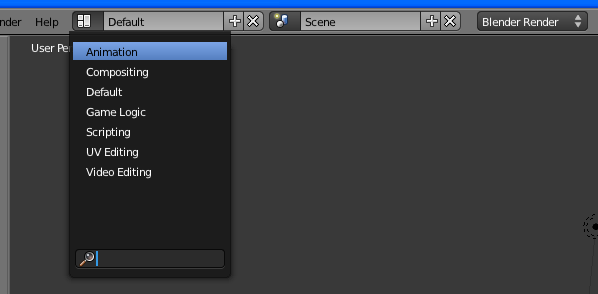 nder Help Default Scene Blender Render
User Pe
Animation
Compositing
Default
Game Logic
Scripting
UV Editing
Video Editing